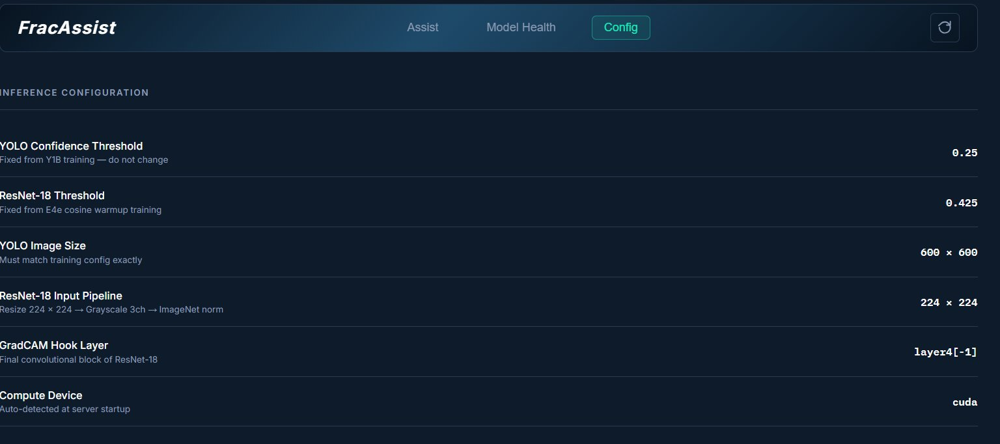 FracAssist
Assist
Model Health
Config
INFERENCE CONFIGURATION
YOLO Confidence Threshold
Fixed from Y1B training — do not change
0.25
ResNet-18 Threshold
Fixed from E4e cosine warmup training
0.425
YOLO Image Size
Must match training config exactly
600 × 600
ResNet-18 Input Pipeline
Resize 224 × 224 → Grayscale 3ch → ImageNet norm
224 × 224
GradCAM Hook Layer
Final convolutional block of ResNet-18
layer4[-1]
Compute Device
Auto-detected at server startup
cuda